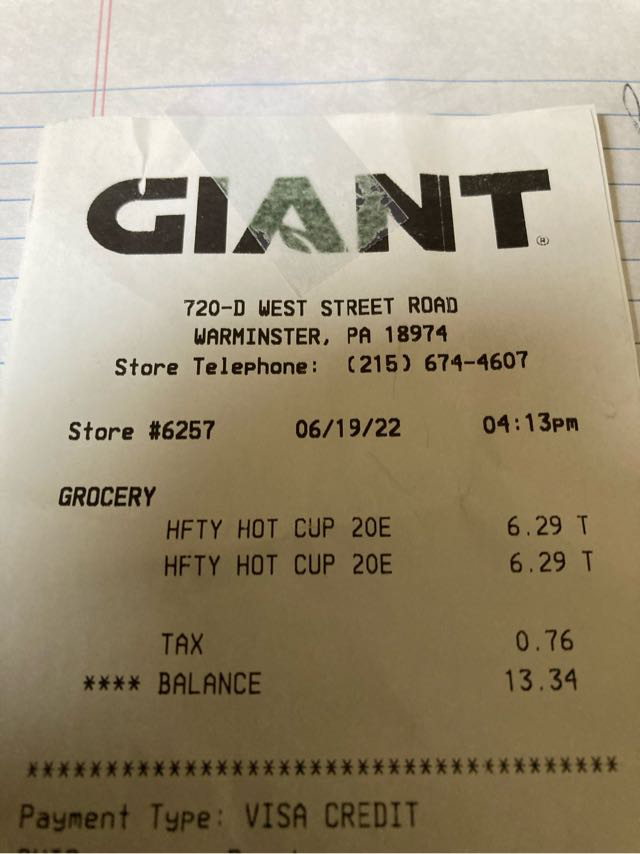 GIANT®
720-D WEST STREET ROAD
WARMINSTER, PA 18974
Store Telephone: (215) 674-4607
Store #6257 06/19/22 04:13pm
GROCERY
HFTY HOT CUP 20E 6.29 T
HFTY HOT CUP 20E 6.29 T
TAX 0.76
**** BALANCE 13.34
****************************************
Payment Type: VISA CREDIT